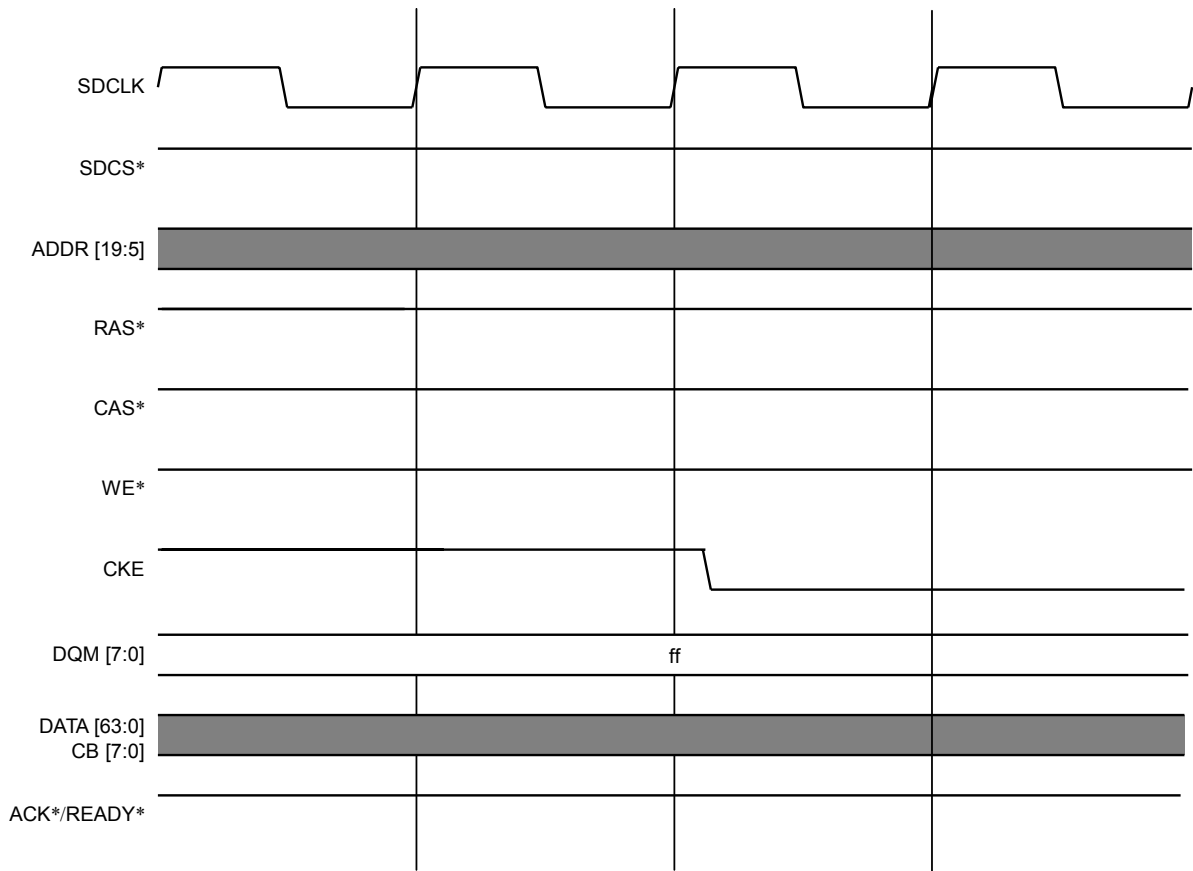 SDCLK
SDCS*
ADDR [19:5]
RAS*
CAS*
WE*
CKE
DQM [7:0]
ff
DATA [63:0]
CB [7:0]
ACK*/READY*